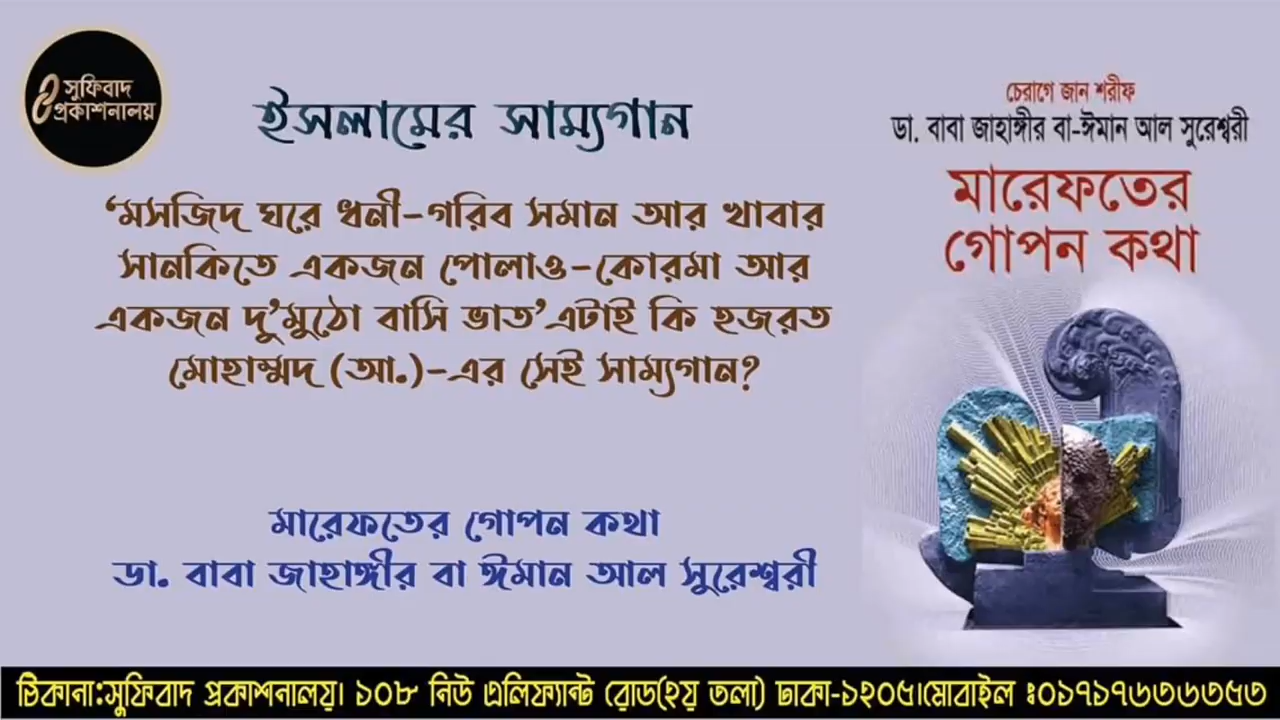 সুফিবাদ
প্রকাশনালয়
ইসলামের সাম্যগান
‘মসজিদ ঘরে ধনী-গরিব সমান আর খাবার
সানকিতে একজন পোলাও-কোরমা আর
একজন দু’মুঠো বাসি ভাত’এটাই কি হজরত
মোহাম্মদ (আ.)-এর সেই সাম্যগান?
মারেফতের গোপন কথা
ডা. বাবা জাহাঙ্গীর বা ঈমান আল সুরেশ্বরী
চেরাগে জান শরীফ
ডা. বাবা জাহাঙ্গীর বা-ঈমান আল সুরেশ্বরী
মারেফতের
গোপন কথা
ঠিকানা:সুফিবাদ প্রকাশনালয়। ১০৮ নিউ এলিফ্যান্ট রোড(২য় তলা) ঢাকা-১২০৫।মোবাইল ঃ০১৭১৭৬৩৬৩৫৩